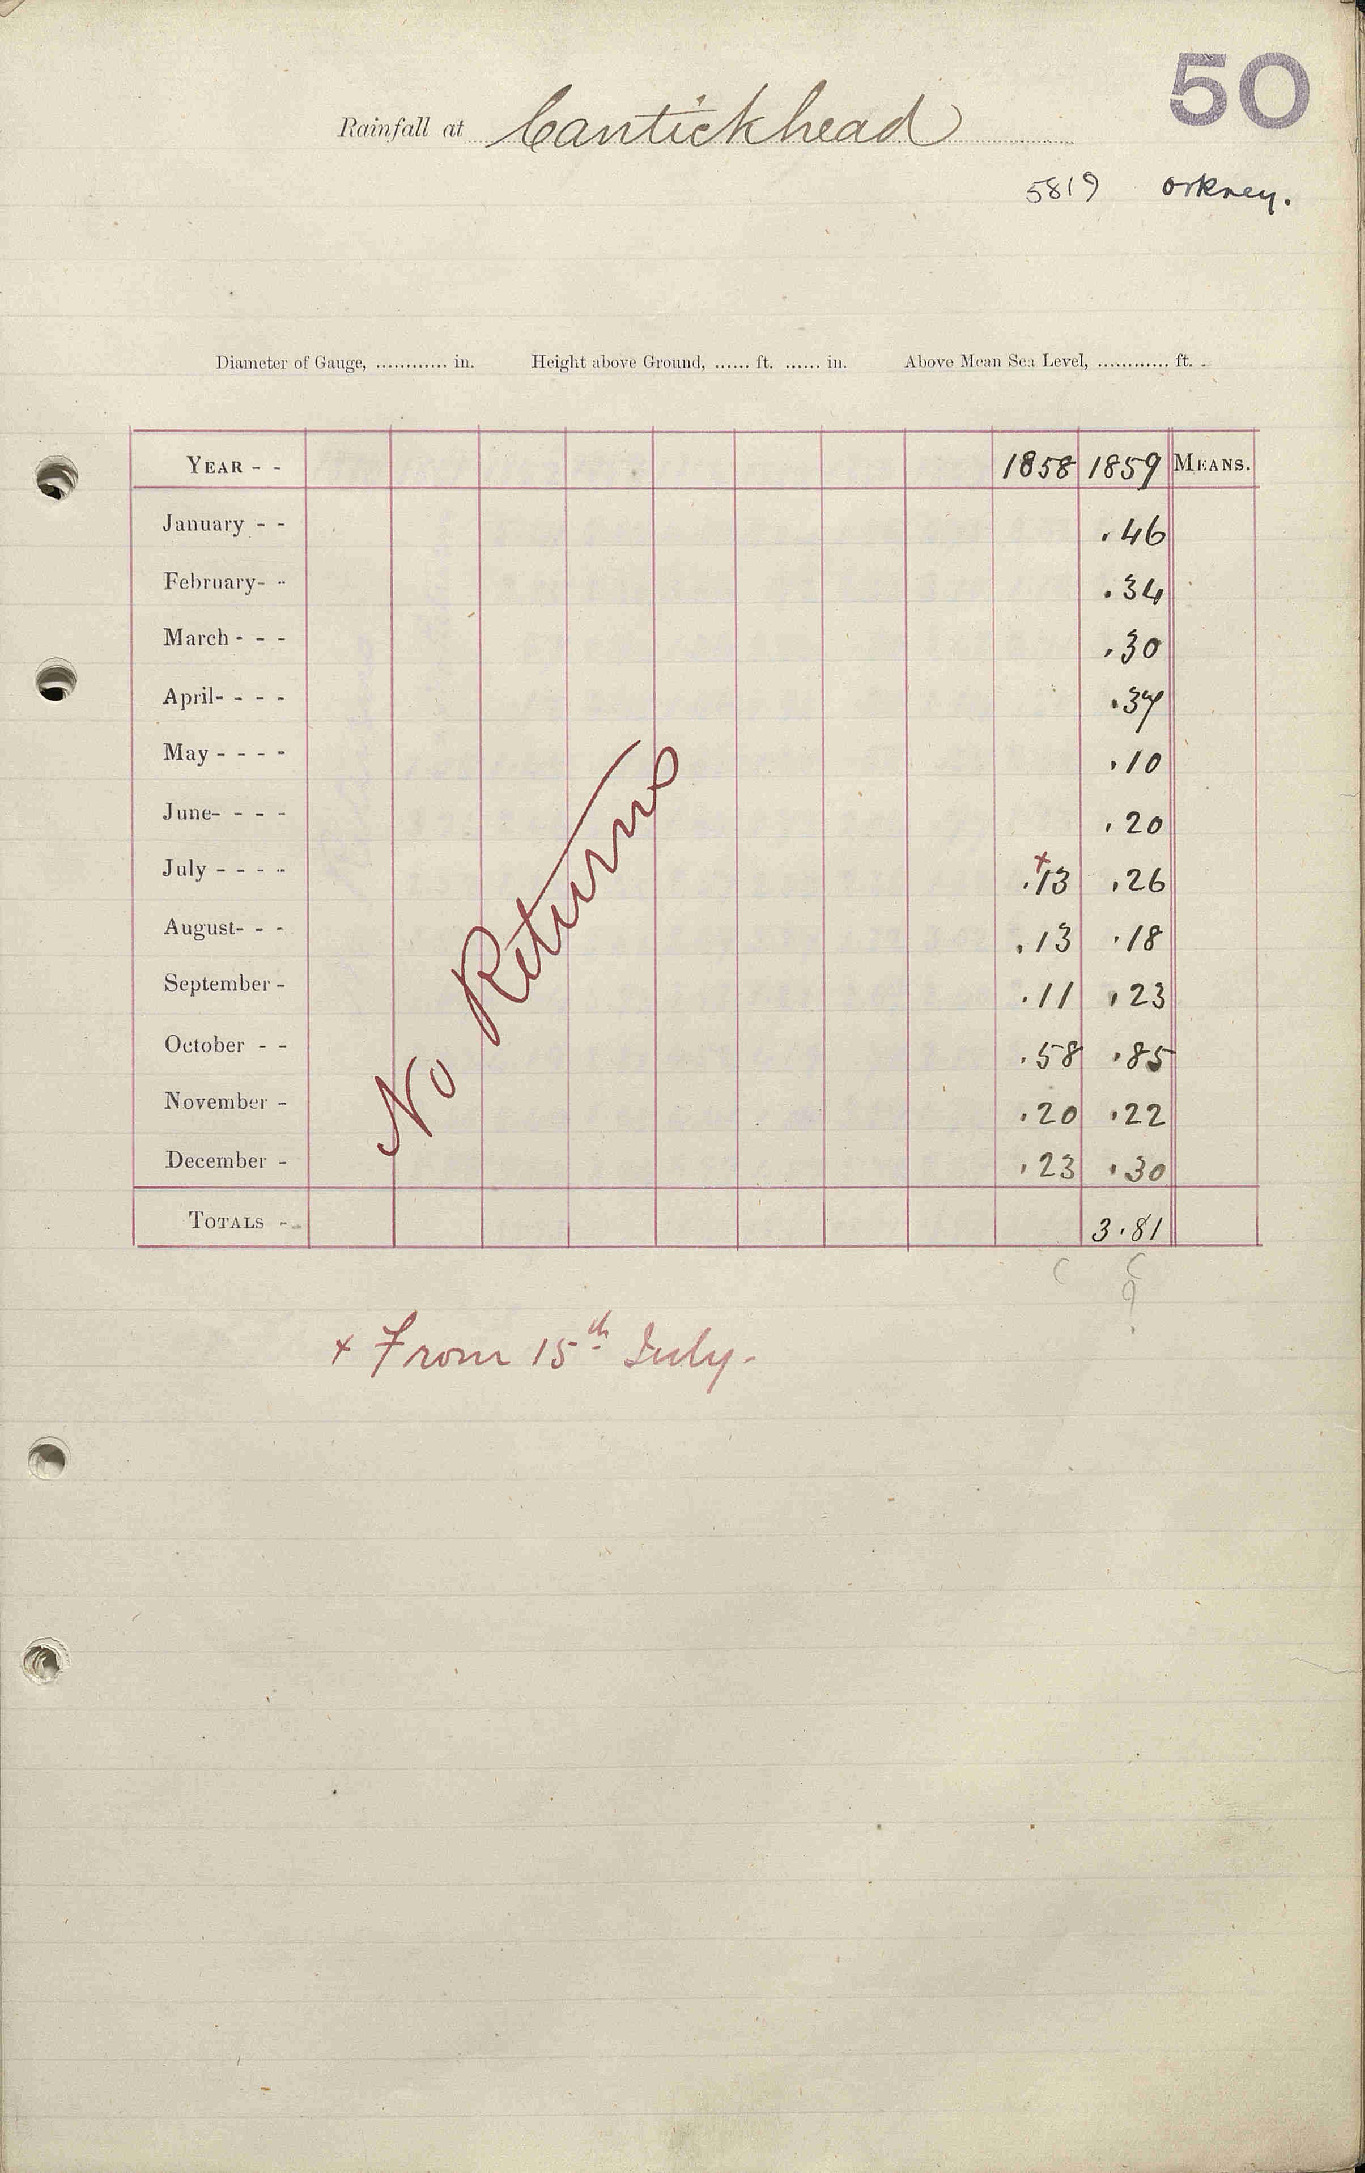 50
Rainfall at Cantickhead
5819 Orkney.
Diameter of Gauge, ............ in. Height above Ground, ...... ft. ...... in. Above Mean Sea Level, ............ ft.
YEAR - - 1858 1859 MEANS.
January - - .46
February- - .34
March - - - .30
April- - - - .37
May - - - - .10
June- - - - .20
July - - - - +.13 .26
August- - - .13 .18
September - .11 .23
October - - .58 .85
November - .20 .22
December - .23 .30
TOTALS - 3.81
No Returns
+ From 15th July.